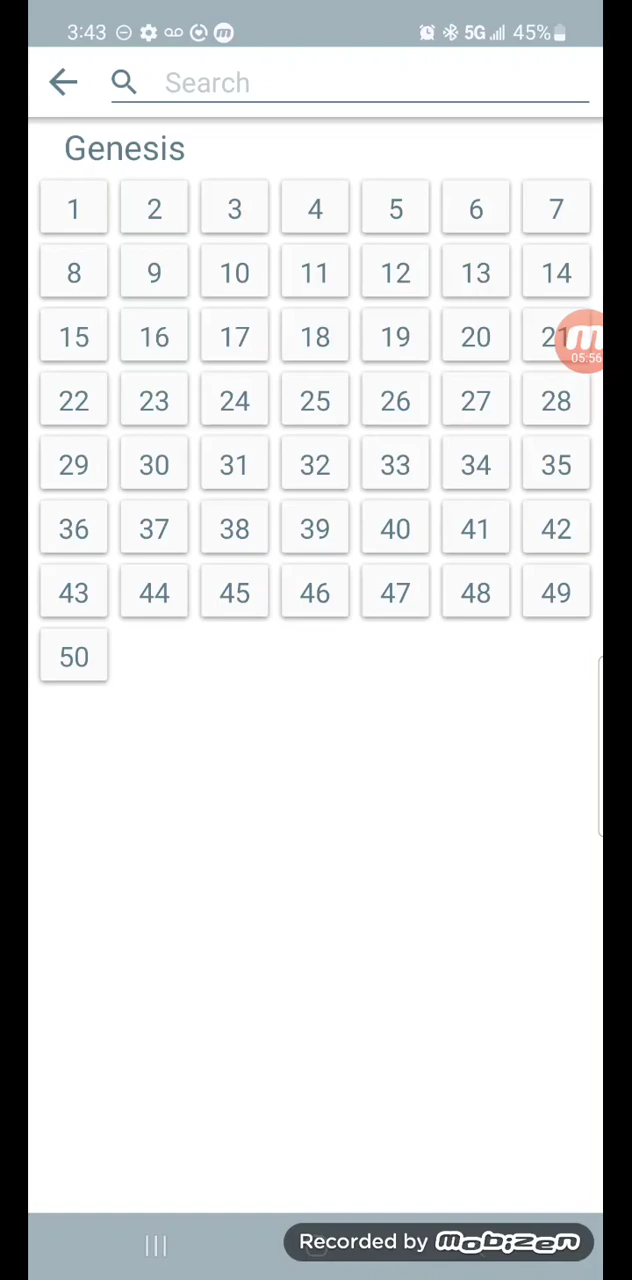 3:43 5G 45%
Search
Genesis
1 2 3 4 5 6 7
8 9 10 11 12 13 14
15 16 17 18 19 20 21
m
05:56
22 23 24 25 26 27 28
29 30 31 32 33 34 35
36 37 38 39 40 41 42
43 44 45 46 47 48 49
50
Recorded by mobizen